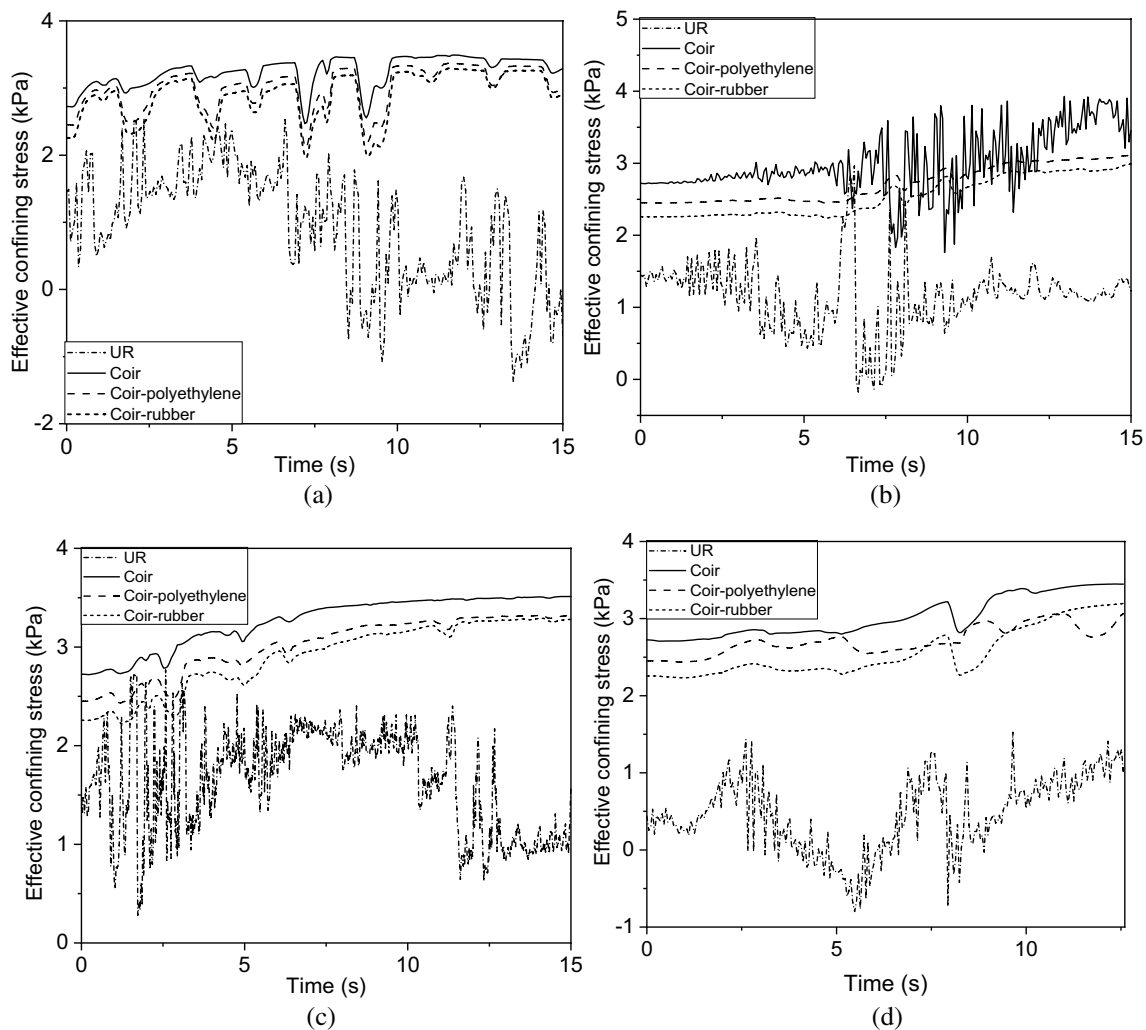 4
2
0
-2
Effective confining stress (kPa)
UR
Coir
Coir-polyethylene
Coir-rubber
0
5
10
15
Time (s)
(a)
5
4
3
2
1
0
Effective confining stress (kPa)
UR
Coir
Coir-polyethylene
Coir-rubber
0
5
10
15
Time (s)
(b)
4
3
2
1
0
Effective confining stress (kPa)
UR
Coir
Coir-polyethylene
Coir-rubber
0
5
10
15
Time (s)
(c)
4
3
2
1
0
-1
Effective confining stress (kPa)
UR
Coir
Coir-polyethylene
Coir-rubber
0
5
10
Time (s)
(d)